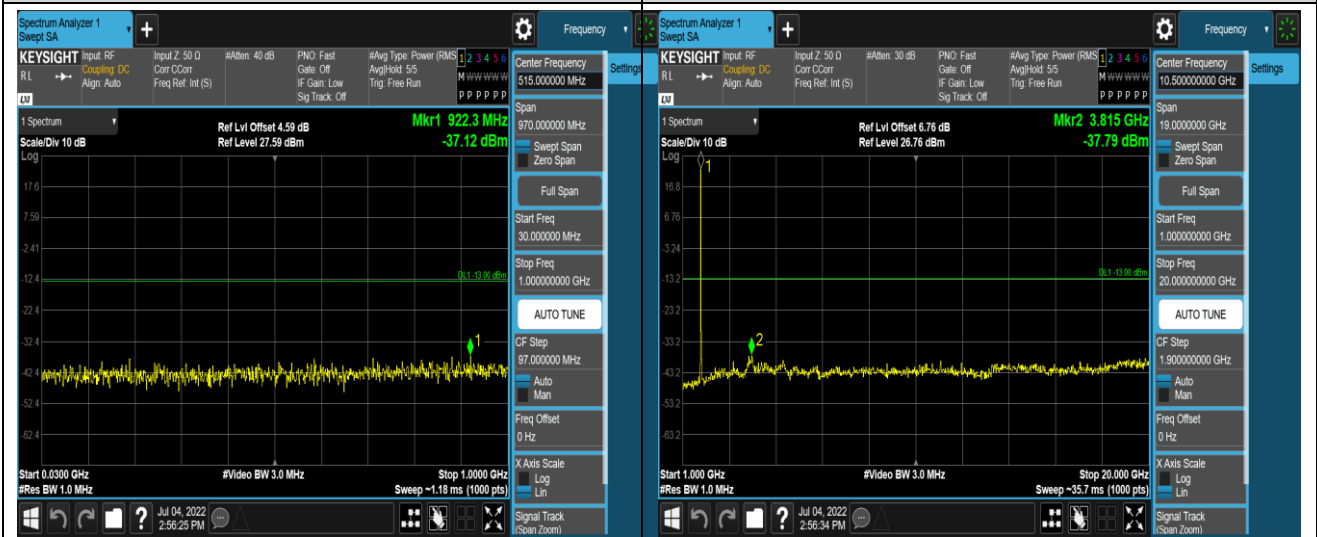 Spectrum Analyzer 1
Swept SA
+
Frequency
KEYSIGHT
RL
Input: RF
Coupling: DC
Align: Auto
Input Z: 50 Ω
Corr CCorr
Freq Ref: Int (S)
#Atten: 40 dB
PNO: Fast
Gate: Off
IF Gain: Low
Sig Track: Off
#Avg Type: Power (RMS
Avg|Hold: 5/5
Trig: Free Run
1 2 3 4 5 6
M W W W W W
P P P P P P
LXI
Center Frequency
515.000000 MHz
Settings
1 Spectrum
Scale/Div 10 dB
Ref Lvl Offset 4.59 dB
Ref Level 27.59 dBm
Mkr1 922.3 MHz
-37.12 dBm
Log
17.6
7.59
-2.41
-12.4
-22.4
-32.4
-42.4
-52.4
-62.4
DL1 -13.00 dBm
1
Start 0.0300 GHz
#Res BW 1.0 MHz
#Video BW 3.0 MHz
Stop 1.0000 GHz
Sweep ~1.18 ms (1000 pts)
Span
970.000000 MHz
Swept Span
Zero Span
Full Span
Start Freq
30.000000 MHz
Stop Freq
1.000000000 GHz
AUTO TUNE
CF Step
97.000000 MHz
Auto
Man
Freq Offset
0 Hz
X Axis Scale
Log
Lin
Signal Track
(Span Zoom)
?
Jul 04, 2022
2:56:25 PM
Spectrum Analyzer 1
Swept SA
+
Frequency
KEYSIGHT
RL
Input: RF
Coupling: DC
Align: Auto
Input Z: 50 Ω
Corr CCorr
Freq Ref: Int (S)
#Atten: 30 dB
PNO: Fast
Gate: Off
IF Gain: Low
Sig Track: Off
#Avg Type: Power (RMS
Avg|Hold: 5/5
Trig: Free Run
1 2 3 4 5 6
M W W W W W
P P P P P P
LXI
Center Frequency
10.500000000 GHz
Settings
1 Spectrum
Scale/Div 10 dB
Ref Lvl Offset 6.76 dB
Ref Level 26.76 dBm
Mkr2 3.815 GHz
-37.79 dBm
Log
1
16.8
6.76
-3.24
-13.2
-23.2
-33.2
-43.2
-53.2
-63.2
DL1 -13.00 dBm
2
Start 1.000 GHz
#Res BW 1.0 MHz
#Video BW 3.0 MHz
Stop 20.000 GHz
Sweep ~35.7 ms (1000 pts)
Span
19.0000000 GHz
Swept Span
Zero Span
Full Span
Start Freq
1.000000000 GHz
Stop Freq
20.000000000 GHz
AUTO TUNE
CF Step
1.900000000 GHz
Auto
Man
Freq Offset
0 Hz
X Axis Scale
Log
Lin
Signal Track
(Span Zoom)
?
Jul 04, 2022
2:56:34 PM